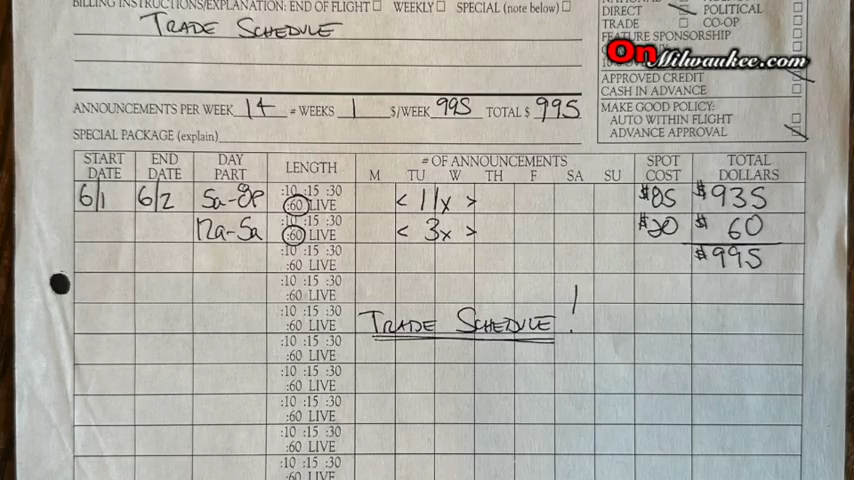 BILLING INSTRUCTIONS/EXPLANATION: END OF FLIGHT WEEKLY SPECIAL (note below)
TRADE SCHEDULE
DIRECT POLITICAL
TRADE CO-OP
FEATURE SPONSORSHIP
OnMilwaukee.com
APPROVED CREDIT
CASH IN ADVANCE
ANNOUNCEMENTS PER WEEK 14 = WEEKS 1 $/WEEK 995 TOTAL $ 995
MAKE GOOD POLICY:
AUTO WITHIN FLIGHT
ADVANCE APPROVAL
SPECIAL PACKAGE (explain)
START DATE END DATE DAY PART LENGTH # OF ANNOUNCEMENTS SPOT COST TOTAL DOLLARS
M TU W TH F SA SU
6/1 6/2 5a-8p :10 :15 :30 < 11x > $85 $935
:60 LIVE
12a-5a :10 :15 :30 < 3x > $20 $ 60
:60 LIVE
:10 :15 :30 $995
:60 LIVE
:10 :15 :30
:60 LIVE
:10 :15 :30
:60 LIVE TRADE SCHEDULE!
:10 :15 :30
:60 LIVE
:10 :15 :30
:60 LIVE
:10 :15 :30
:60 LIVE
:10 :15 :30
:60 LIVE
:10 :15 :30
:60 LIVE